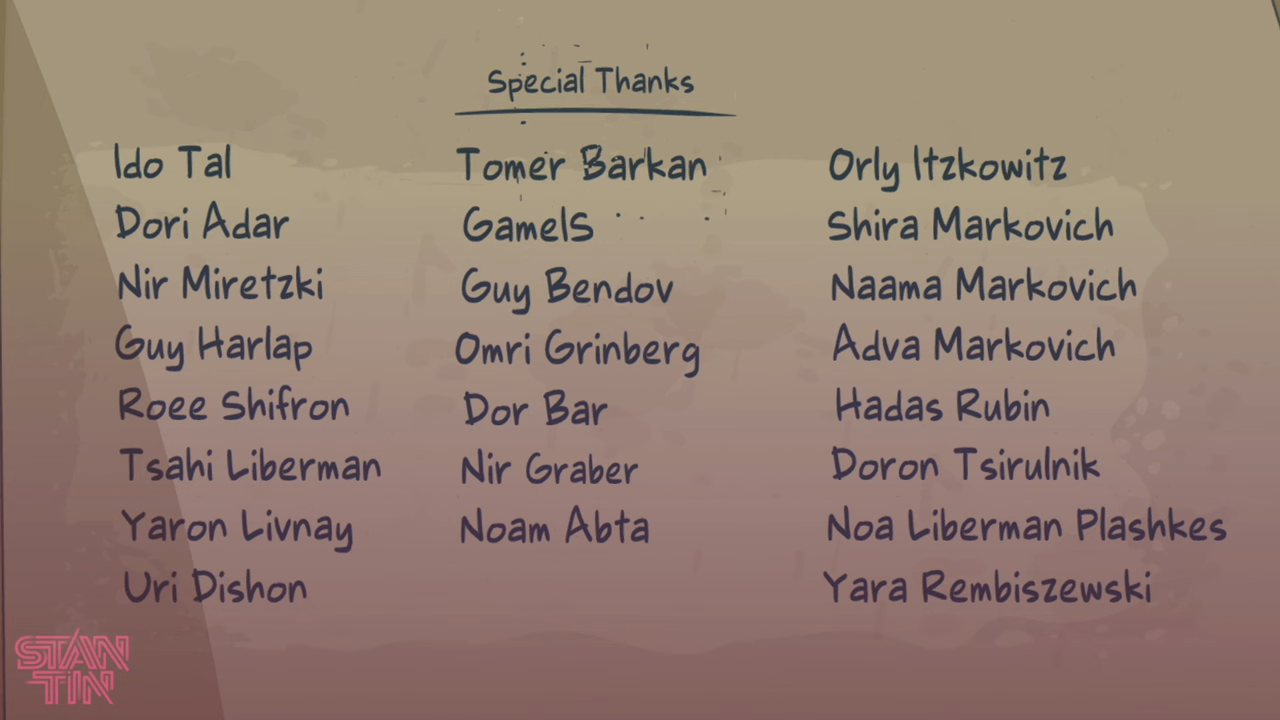 Special Thanks
Ido Tal
Dori Adar
Nir Miretzki
Guy Harlap
Roee Shifron
Tsahi Liberman
Yaron Livnay
Uri Dishon
Tomer Barkan
GameIS
Guy Bendov
Omri Grinberg
Dor Bar
Nir Graber
Noam Abta
Orly Itzkowitz
Shira Markovich
Naama Markovich
Adva Markovich
Hadas Rubin
Doron Tsirulnik
Noa Liberman Plashkes
Yara Rembiszewski
STAN
TIN